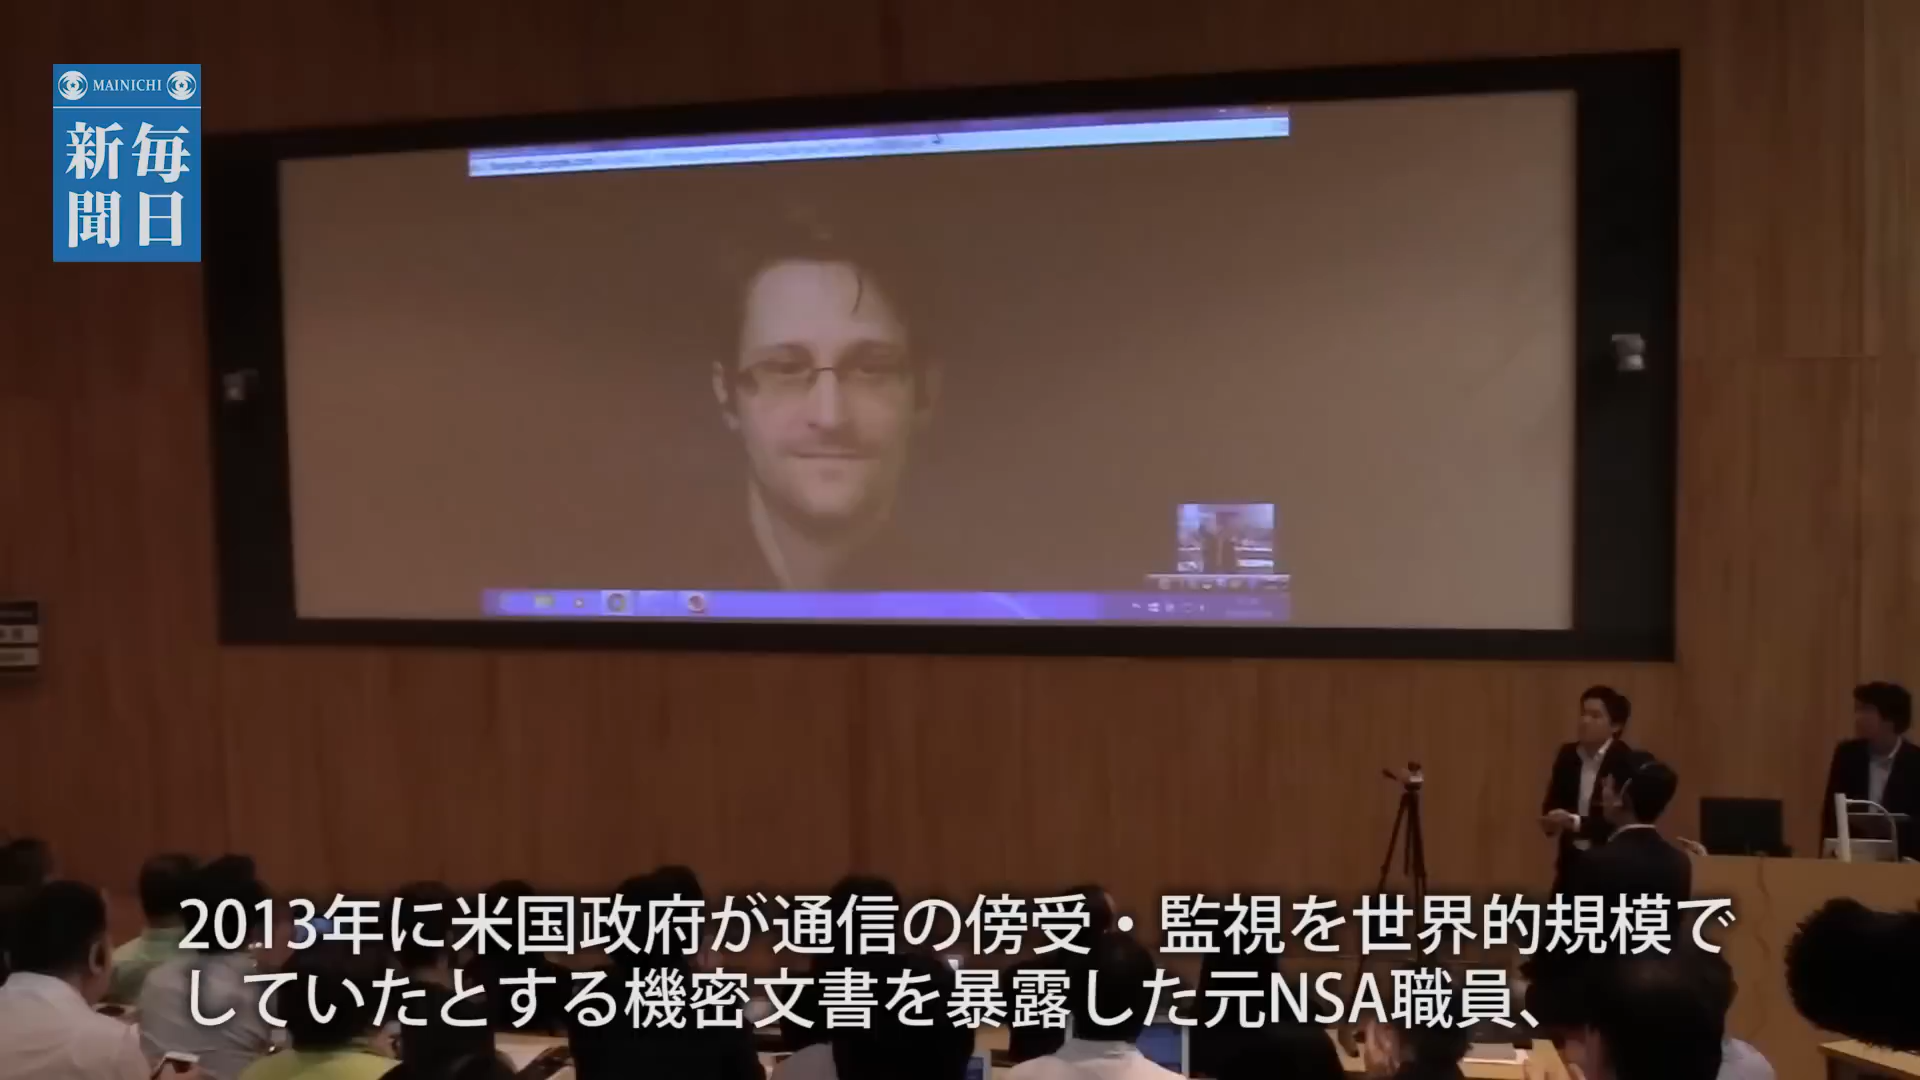 MAINICHI
毎日
新聞
2013年に米国政府が通信の傍受・監視を世界的規模で
していたとする機密文書を暴露した元NSA職員、